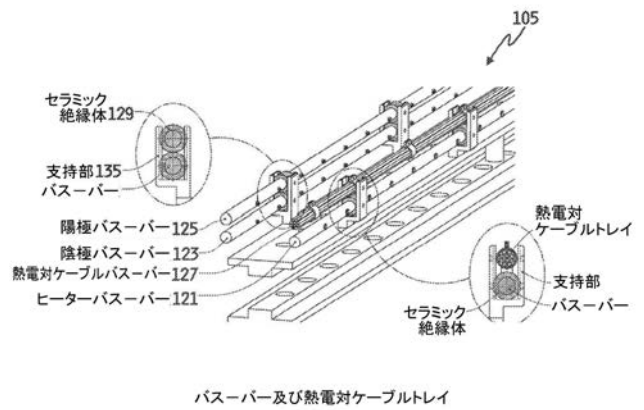 105
セラミック
絶縁体129
支持部135
バスーバー
陽極バスーバー125
陰極バスーバー123
熱電対ケーブルバスーバー127
ヒーターバスーバー121
熱電対
ケーブルトレイ
支持部
バスーバー
セラミック
絶縁体
バスーバー及び熱電対ケーブルトレイ